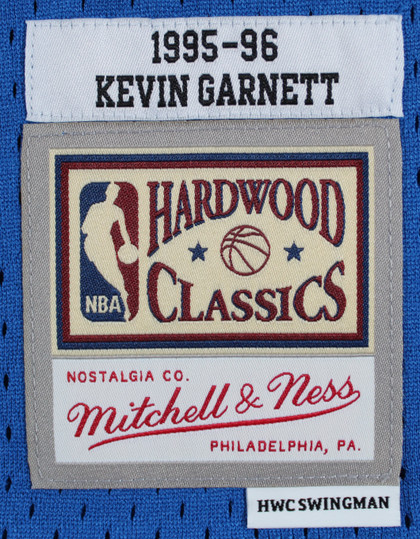 1995-96
KEVIN GARNETT
HARDWOOD
NBA
CLASSICS
NOSTALGIA CO.
Mitchell & Ness
PHILADELPHIA, PA.
HWC SWINGMAN